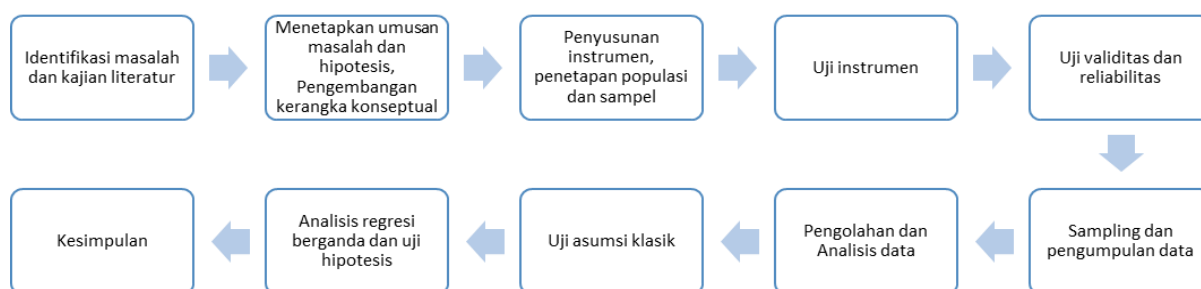 Identifikasi masalah
dan kajian literatur
Menetapkan umusan
masalah dan
hipotesis,
Pengembangan
kerangka konseptual
Penyusunan
instrumen,
penetapan populasi
dan sampel
Uji instrumen
Uji validitas dan
reliabilitas
Sampling dan
pengumpulan data
Pengolahan dan
Analisis data
Uji asumsi klasik
Analisis regresi
berganda dan uji
hipotesis
Kesimpulan